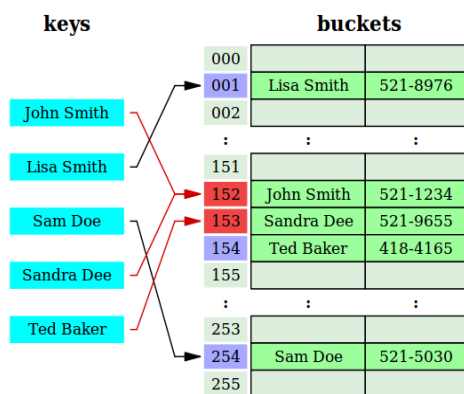 keys
buckets
000
001 Lisa Smith 521-8976
John Smith
002
: : :
Lisa Smith
151
152 John Smith 521-1234
Sam Doe
153 Sandra Dee 521-9655
154 Ted Baker 418-4165
Sandra Dee
155
: : :
Ted Baker
253
254 Sam Doe 521-5030
255